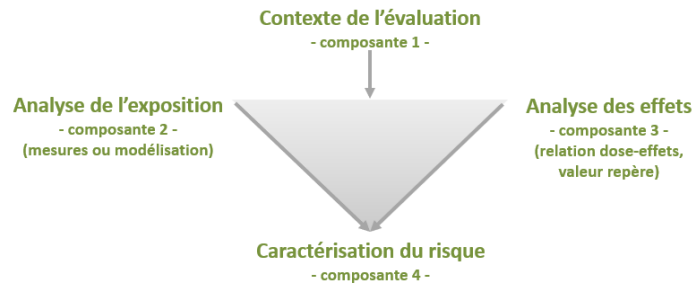 Contexte de l’évaluation
- composante 1 -
Analyse de l’exposition
- composante 2 -
(mesures ou modélisation)
Analyse des effets
- composante 3 -
(relation dose-effets,
valeur repère)
Caractérisation du risque
- composante 4 -